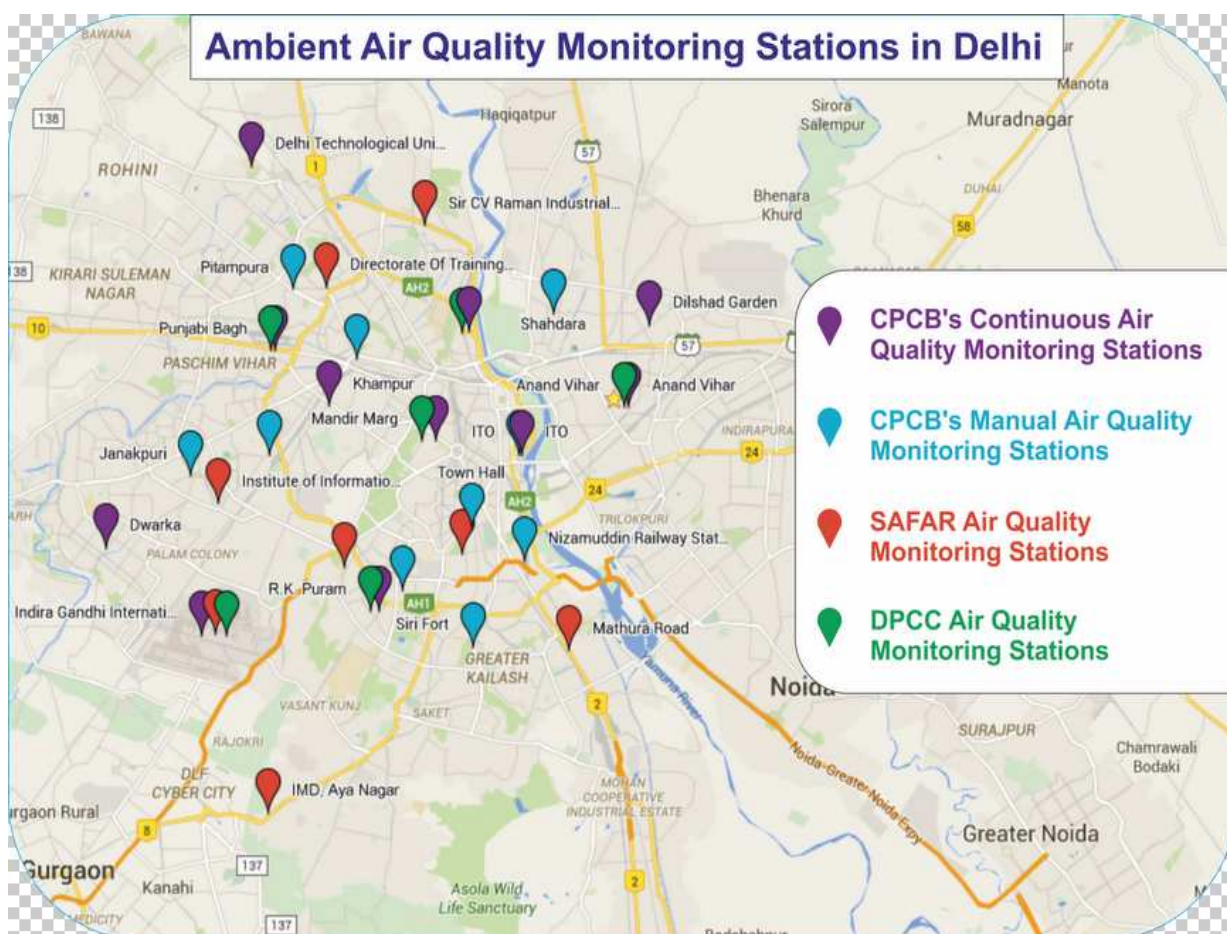 Ambient Air Quality Monitoring Stations in Delhi
BAWANA
Manota
138
Haqiqatpur
Sirora
Salempur
Muradnagar
Delhi Technological Uni...
57
ROHINI
1
DUHAI
Sir CV Raman Industrial...
Bhenara
Khurd
58
Pitampura
Directorate Of Training...
38
KIRARI SULEMAN
NAGAR
AH2
Dilshad Garden
Shahdara
10
Punjabi Bagh
57
PASCHIM VIHAR
Khampur
Anand Vihar
Anand Vihar
Mandir Marg
ITO
ITO
INDIRAPURA
24
Janakpuri
Town Hall
Institute of Informatio...
24
AH2
TRILOKPURI
Dwarka
Nizamuddin Railway Stat...
PALAM COLONY
R.K. Puram
AH1
Indira Gandhi Internati...
Siri Fort
Mathura Road
GREATER
KAILASH
CPCB's Continuous Air
Quality Monitoring Stations
CPCB's Manual Air Quality
Monitoring Stations
SAFAR Air Quality
Monitoring Stations
DPCC Air Quality
Monitoring Stations
Noida
Yamuna River
VASANT KUNJ
2
SAKET
RAJOKRI
SURAJPUR
Chamrawali
Bodaki
Noida-Greater Noida Expy
DLF
CYBER CITY
IMD, Aya Nagar
MOHAN
COOPERATIVE
INDUSTRIAL ESTATE
urgaon Rural
8
Greater Noida
Gurgaon
137
Kanahi
2
Asola Wild
Life Sanctuary
MEDICITY
137